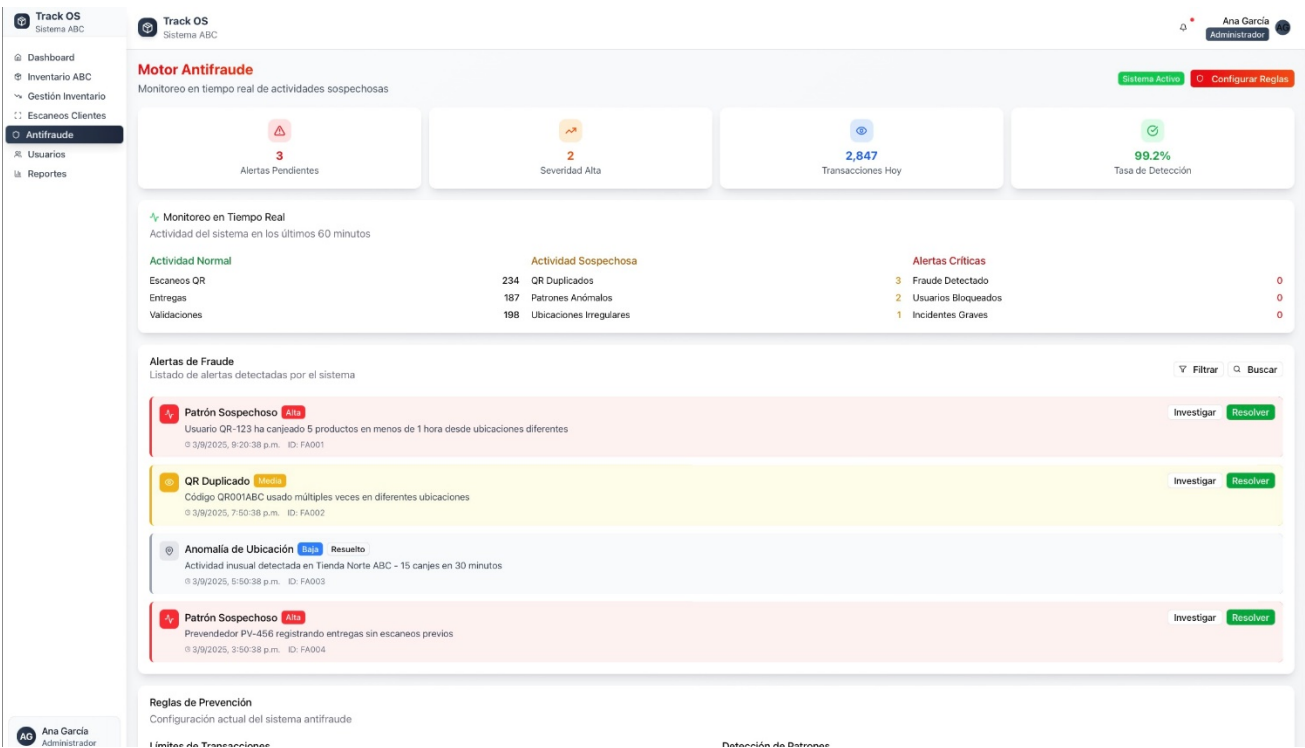 Track OS
Sistema ABC
Dashboard
Inventario ABC
Gestión Inventario
Escaneos Clientes
Antifraude
Usuarios
Reportes
AG
Ana García
Administrador
Track OS
Sistema ABC
Ana García
Administrador
AG
Motor Antifraude
Monitoreo en tiempo real de actividades sospechosas
Sistema Activo
Configurar Reglas
3
Alertas Pendientes
2
Severidad Alta
2,847
Transacciones Hoy
99.2%
Tasa de Detección
Monitoreo en Tiempo Real
Actividad del sistema en los últimos 60 minutos
Actividad Normal
Escaneos QR 234
Entregas 187
Validaciones 198
Actividad Sospechosa
QR Duplicados 3
Patrones Anómalos 2
Ubicaciones Irregulares 1
Alertas Críticas
Fraude Detectado 0
Usuarios Bloqueados 0
Incidentes Graves 0
Alertas de Fraude
Listado de alertas detectadas por el sistema
Filtrar
Buscar
Patrón Sospechoso Alta
Usuario QR-123 ha canjeado 5 productos en menos de 1 hora desde ubicaciones diferentes
3/9/2025, 9:20:38 p.m. ID: FA001
Investigar
Resolver
QR Duplicado Media
Código QR001ABC usado múltiples veces en diferentes ubicaciones
3/9/2025, 7:50:38 p.m. ID: FA002
Investigar
Resolver
Anomalía de Ubicación Baja Resuelto
Actividad inusual detectada en Tienda Norte ABC - 15 canjes en 30 minutos
3/9/2025, 5:50:38 p.m. ID: FA003
Patrón Sospechoso Alta
Prevendedor PV-456 registrando entregas sin escaneos previos
3/9/2025, 3:50:38 p.m. ID: FA004
Investigar
Resolver
Reglas de Prevención
Configuración actual del sistema antifraude
Límites de Transacciones
Detección de Patrones